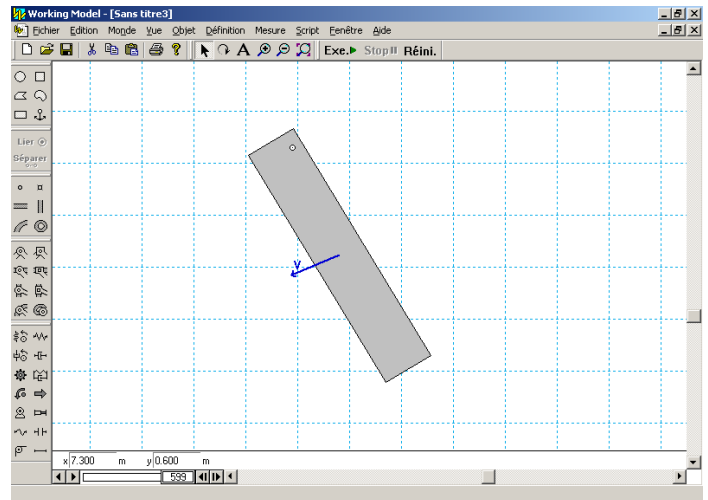 Working Model - [Sans titre3]
Fichier Edition Monde Vue Objet Définition Mesure Script Fenêtre Aide
A Exe. Stop Réini.
Lier
Séparer
V
x 7.300 m y 0.600 m
599